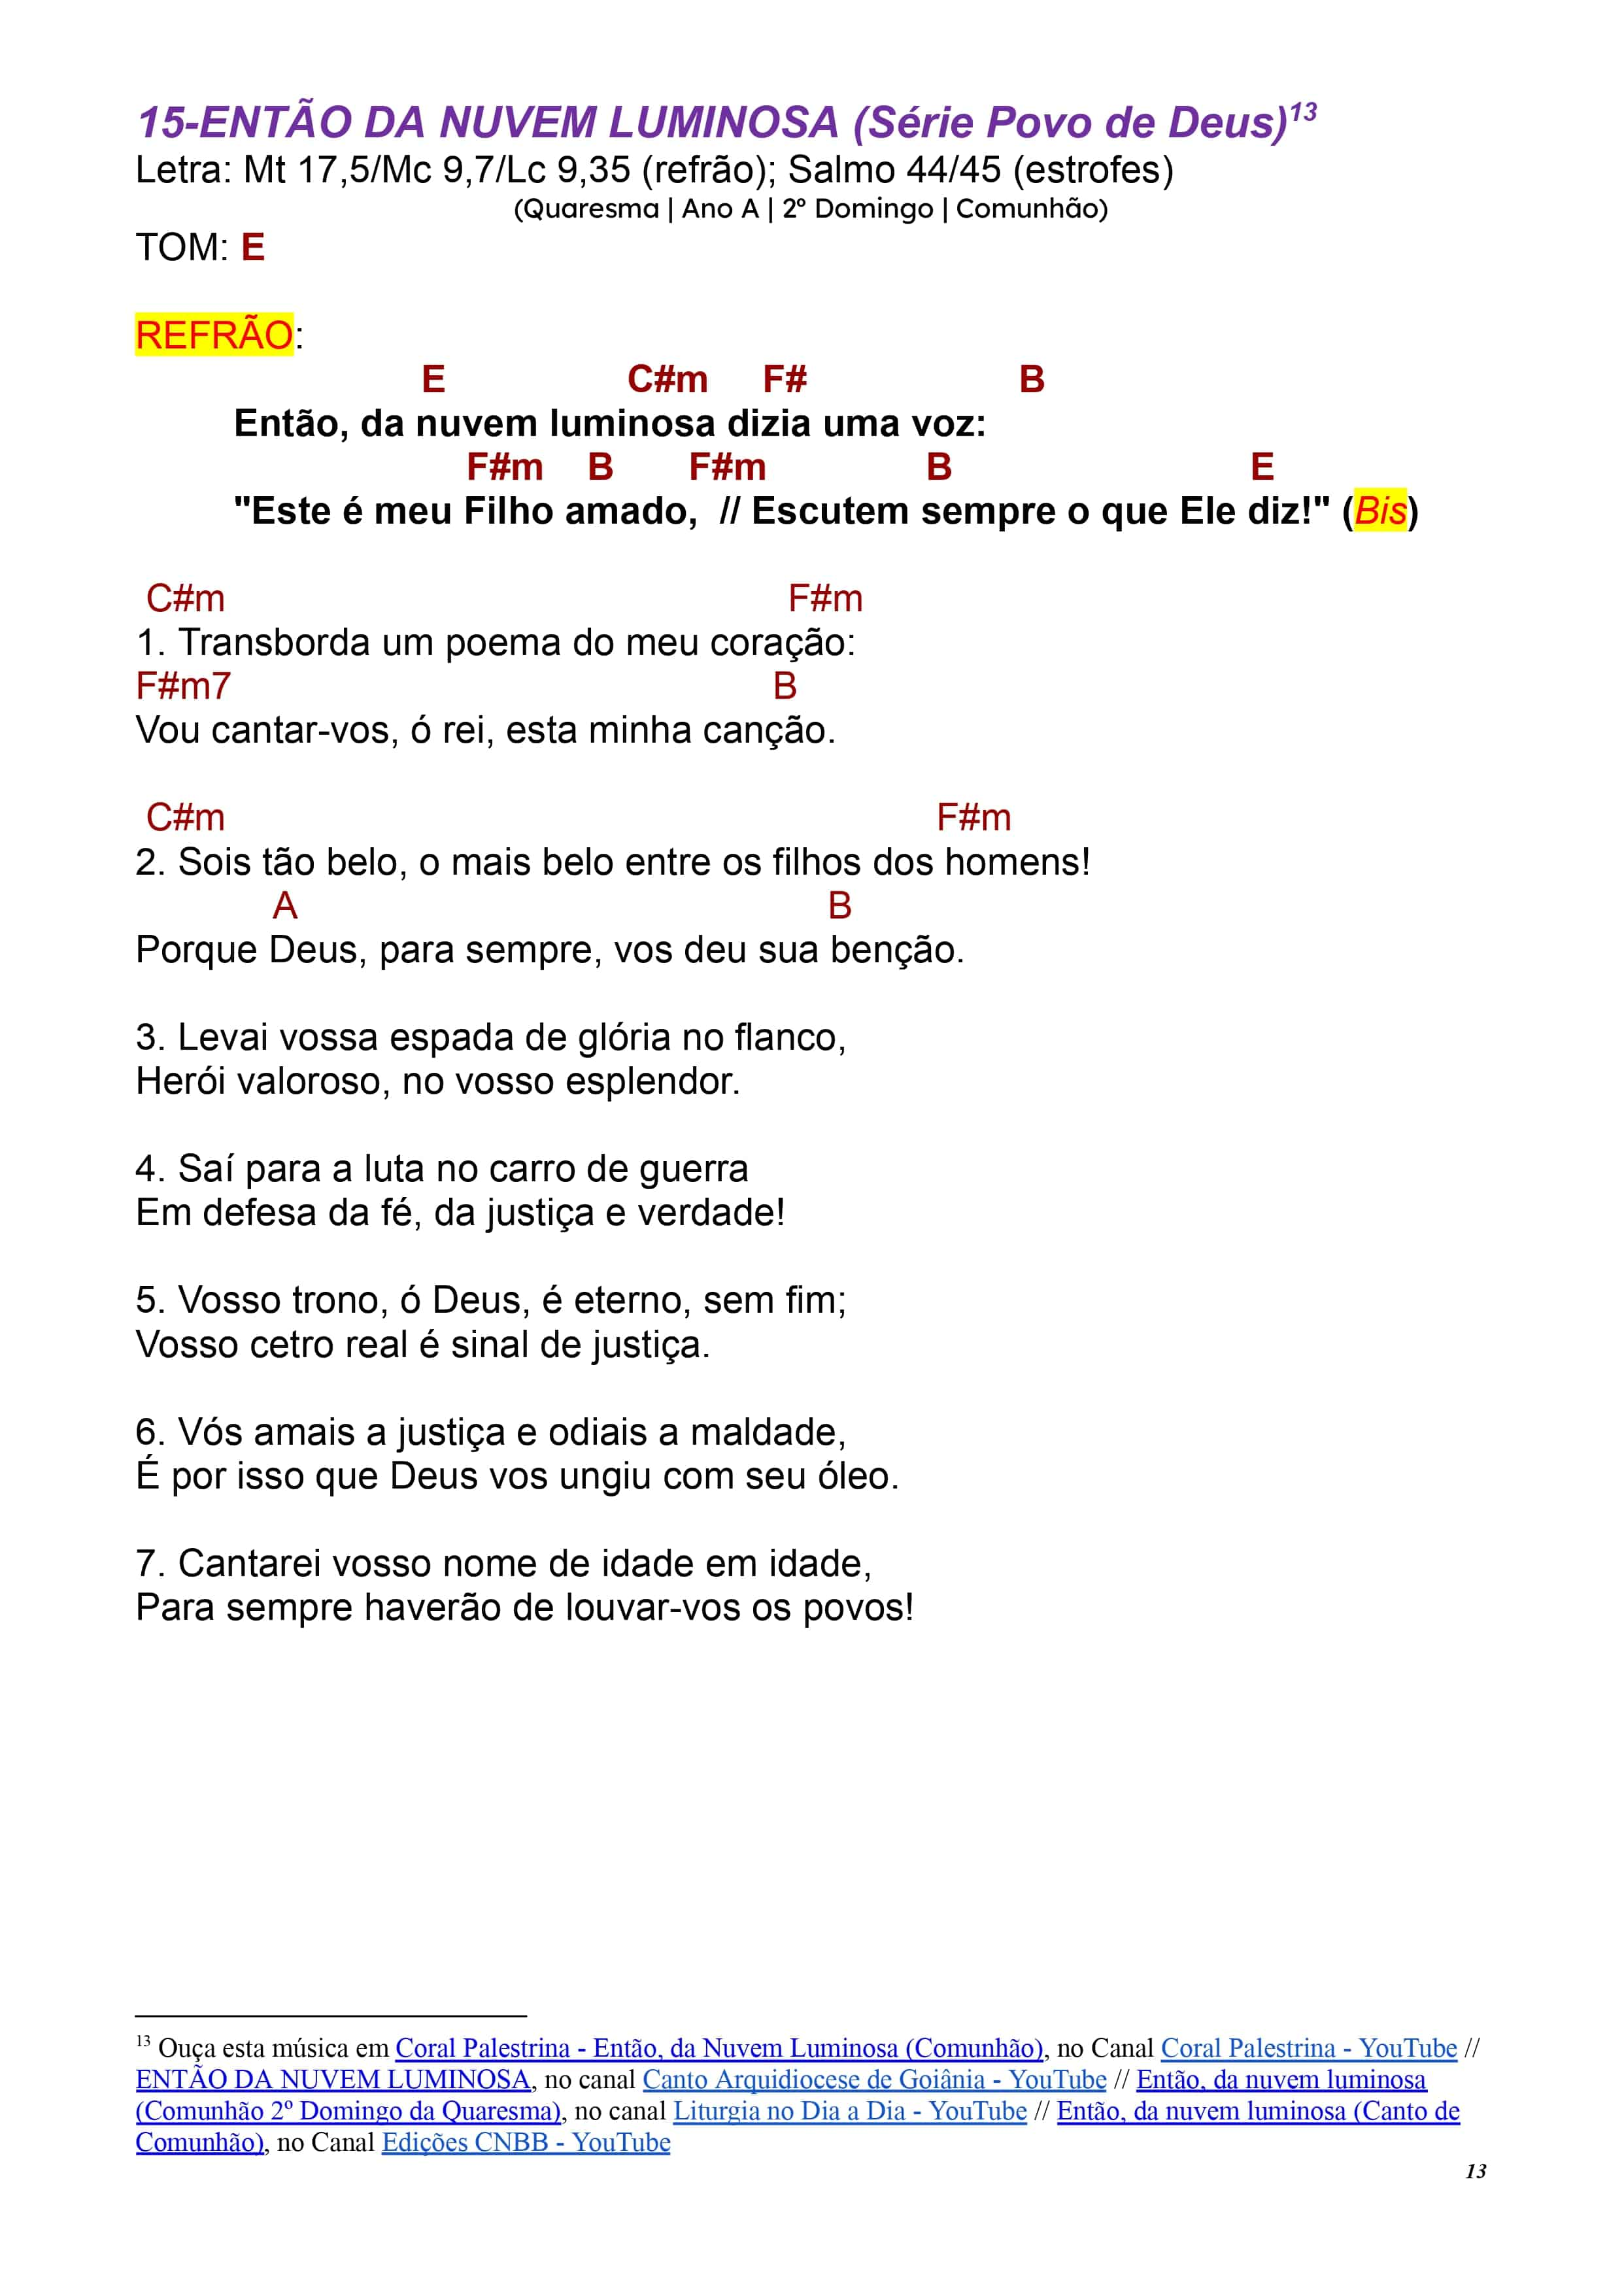 15-ENTÃO DA NUVEM LUMINOSA (Série Povo de Deus)13
Letra: Mt 17,5/Mc 9,7/Lc 9,35 (refrão); Salmo 44/45 (estrofes)
(Quaresma | Ano A | 2º Domingo | Comunhão)
TOM: E
REFRÃO:
E C#m F# B
Então, da nuvem luminosa dizia uma voz:
F#m B F#m B E
"Este é meu Filho amado, // Escutem sempre o que Ele diz!" (Bis)
C#m F#m
1. Transborda um poema do meu coração:
F#m7 B
Vou cantar-vos, ó rei, esta minha canção.
C#m F#m
2. Sois tão belo, o mais belo entre os filhos dos homens!
A B
Porque Deus, para sempre, vos deu sua benção.
3. Levai vossa espada de glória no flanco,
Herói valoroso, no vosso esplendor.
4. Saí para a luta no carro de guerra
Em defesa da fé, da justiça e verdade!
5. Vosso trono, ó Deus, é eterno, sem fim;
Vosso cetro real é sinal de justiça.
6. Vós amais a justiça e odiais a maldade,
É por isso que Deus vos ungiu com seu óleo.
7. Cantarei vosso nome de idade em idade,
Para sempre haverão de louvar-vos os povos!
13 Ouça esta música em Coral Palestrina - Então, da Nuvem Luminosa (Comunhão), no Canal Coral Palestrina - YouTube //
ENTÃO DA NUVEM LUMINOSA, no canal Canto Arquidiocese de Goiânia - YouTube // Então, da nuvem luminosa
(Comunhão 2º Domingo da Quaresma), no canal Liturgia no Dia a Dia - YouTube // Então, da nuvem luminosa (Canto de
Comunhão), no Canal Edições CNBB - YouTube
13